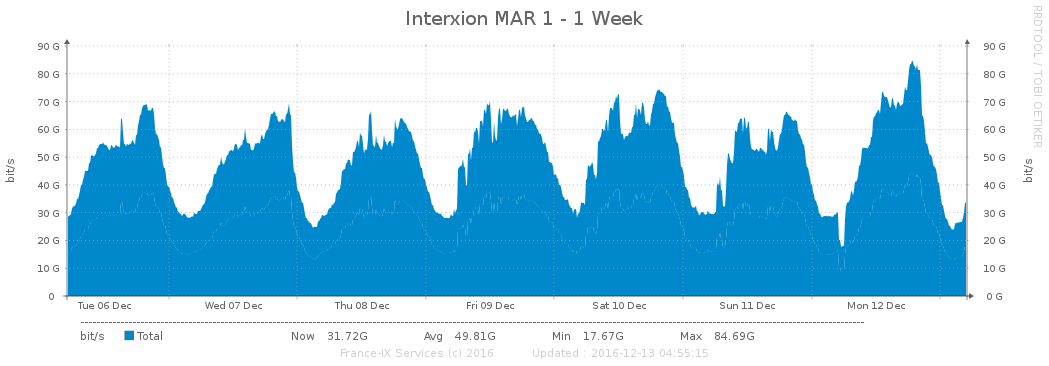 Interxion MAR 1 - 1 Week
RRDTOOL / TOBI OETIKER
90 G 90 G
80 G 80 G
70 G 70 G
60 G 60 G
50 G 50 G
40 G 40 G
30 G 30 G
20 G 20 G
10 G 10 G
0 0 G
bit/s
bit/s
Tue 06 Dec Wed 07 Dec Thu 08 Dec Fri 09 Dec Sat 10 Dec Sun 11 Dec Mon 12 Dec
bit/s Total Now 31.72G Avg 49.81G Min 17.67G Max 84.69G
France-IX Services (c) 2016 Updated : 2016-12-13 04:55:15